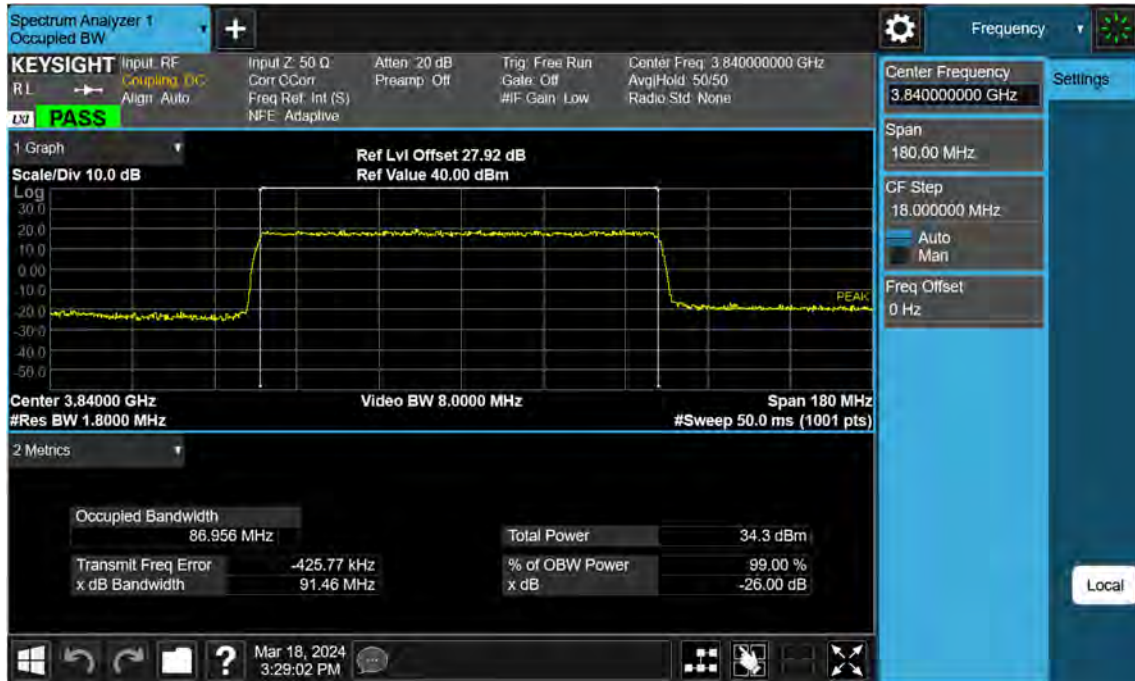 Spectrum Analyzer 1
Occupied BW
+
Frequency
KEYSIGHT Input: RF Input Z: 50 Ω Atten: 20 dB Trig: Free Run Center Freq: 3.840000000 GHz
RL Coupling: DC Corr CCorr Preamp: Off Gate: Off Avg|Hold: 50/50
Align: Auto Freq Ref: Int (S) #IF Gain: Low Radio Std: None
LXI PASS NFE: Adaptive
Center Frequency
3.840000000 GHz
Settings
Span
180.00 MHz
CF Step
18.000000 MHz
Auto
Man
Freq Offset
0 Hz
1 Graph
Ref Lvl Offset 27.92 dB
Scale/Div 10.0 dB Ref Value 40.00 dBm
Log
30.0
20.0
10.0
0.00
-10.0
PEAK
-20.0
-30.0
-40.0
-50.0
Center 3.84000 GHz Video BW 8.0000 MHz Span 180 MHz
#Res BW 1.8000 MHz #Sweep 50.0 ms (1001 pts)
2 Metrics
Occupied Bandwidth
86.956 MHz Total Power 34.3 dBm
Transmit Freq Error -425.77 kHz % of OBW Power 99.00 %
x dB Bandwidth 91.46 MHz x dB -26.00 dB
Local
? Mar 18, 2024
3:29:02 PM